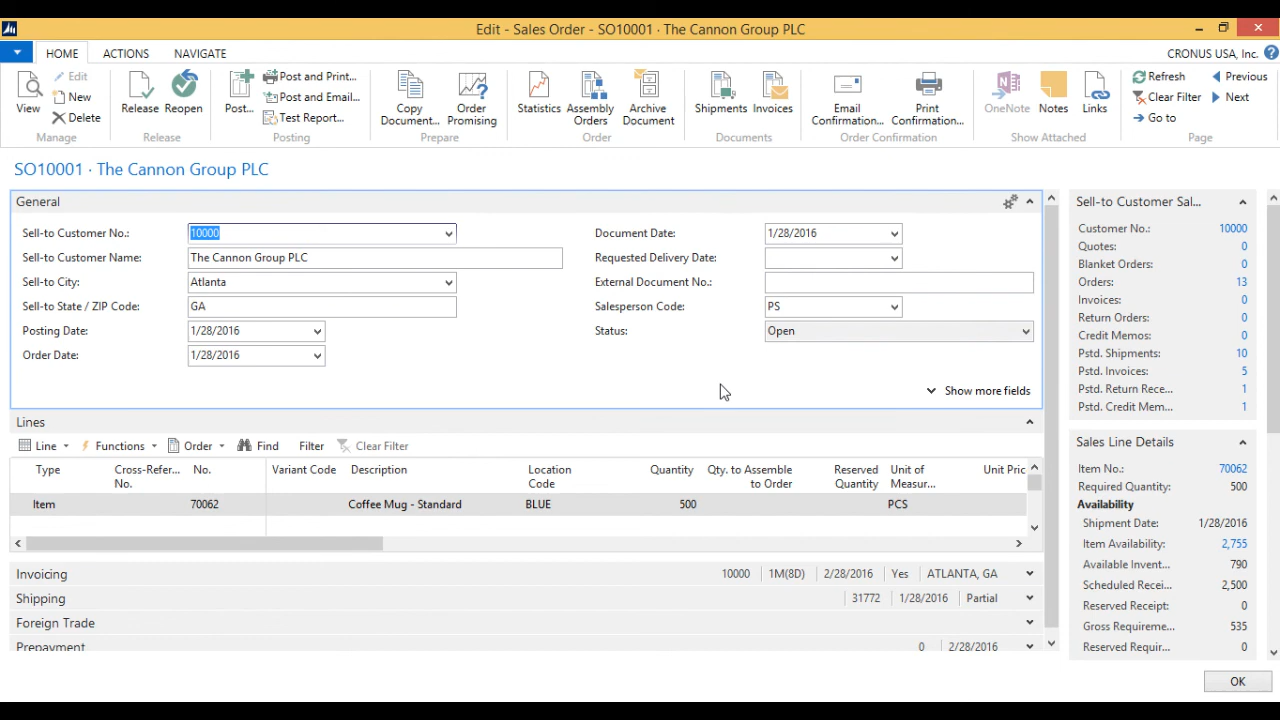 Edit - Sales Order - SO10001 · The Cannon Group PLC
HOME ACTIONS NAVIGATE CRONUS USA, Inc.
View Edit New Delete Manage
Release Reopen Release
Post... Post and Print... Post and Email... Test Report... Posting
Copy Document... Order Promising Prepare
Statistics Assembly Orders Archive Document Order
Shipments Invoices Documents
Email Confirmation... Print Confirmation... Order Confirmation
OneNote Notes Links Show Attached
Refresh Clear Filter Go to Previous Next Page
SO10001 · The Cannon Group PLC
General
Sell-to Customer No.: 10000
Sell-to Customer Name: The Cannon Group PLC
Sell-to City: Atlanta
Sell-to State / ZIP Code: GA
Posting Date: 1/28/2016
Order Date: 1/28/2016
Document Date: 1/28/2016
Requested Delivery Date:
External Document No.:
Salesperson Code: PS
Status: Open
Show more fields
Lines
Line Functions Order Find Filter Clear Filter
Type Cross-Refer... No. No. Variant Code Description Location Code Quantity Qty. to Assemble to Order Reserved Quantity Unit of Measur... Unit Pric
Item 70062 Coffee Mug - Standard BLUE 500 PCS
Invoicing 10000 1M(8D) 2/28/2016 Yes ATLANTA, GA
Shipping 31772 1/28/2016 Partial
Foreign Trade
Prepayment 0 2/28/2016
Sell-to Customer Sal...
Customer No.: 10000
Quotes: 0
Blanket Orders: 0
Orders: 13
Invoices: 0
Return Orders: 0
Credit Memos: 0
Pstd. Shipments: 10
Pstd. Invoices: 5
Pstd. Return Rece... 1
Pstd. Credit Mem... 1
Sales Line Details
Item No.: 70062
Required Quantity: 500
Availability
Shipment Date: 1/28/2016
Item Availability: 2,755
Available Invent... 790
Scheduled Recei... 2,500
Reserved Receipt: 0
Gross Requireme... 535
Reserved Requir... 0
OK